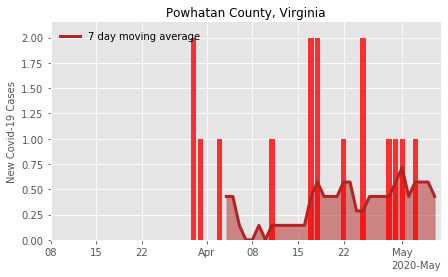 Powhatan County, Virginia
7 day moving average
New Covid-19 Cases
2.00
1.75
1.50
1.25
1.00
0.75
0.50
0.25
0.00
08 15 22 Apr 08 15 22 May
2020-May